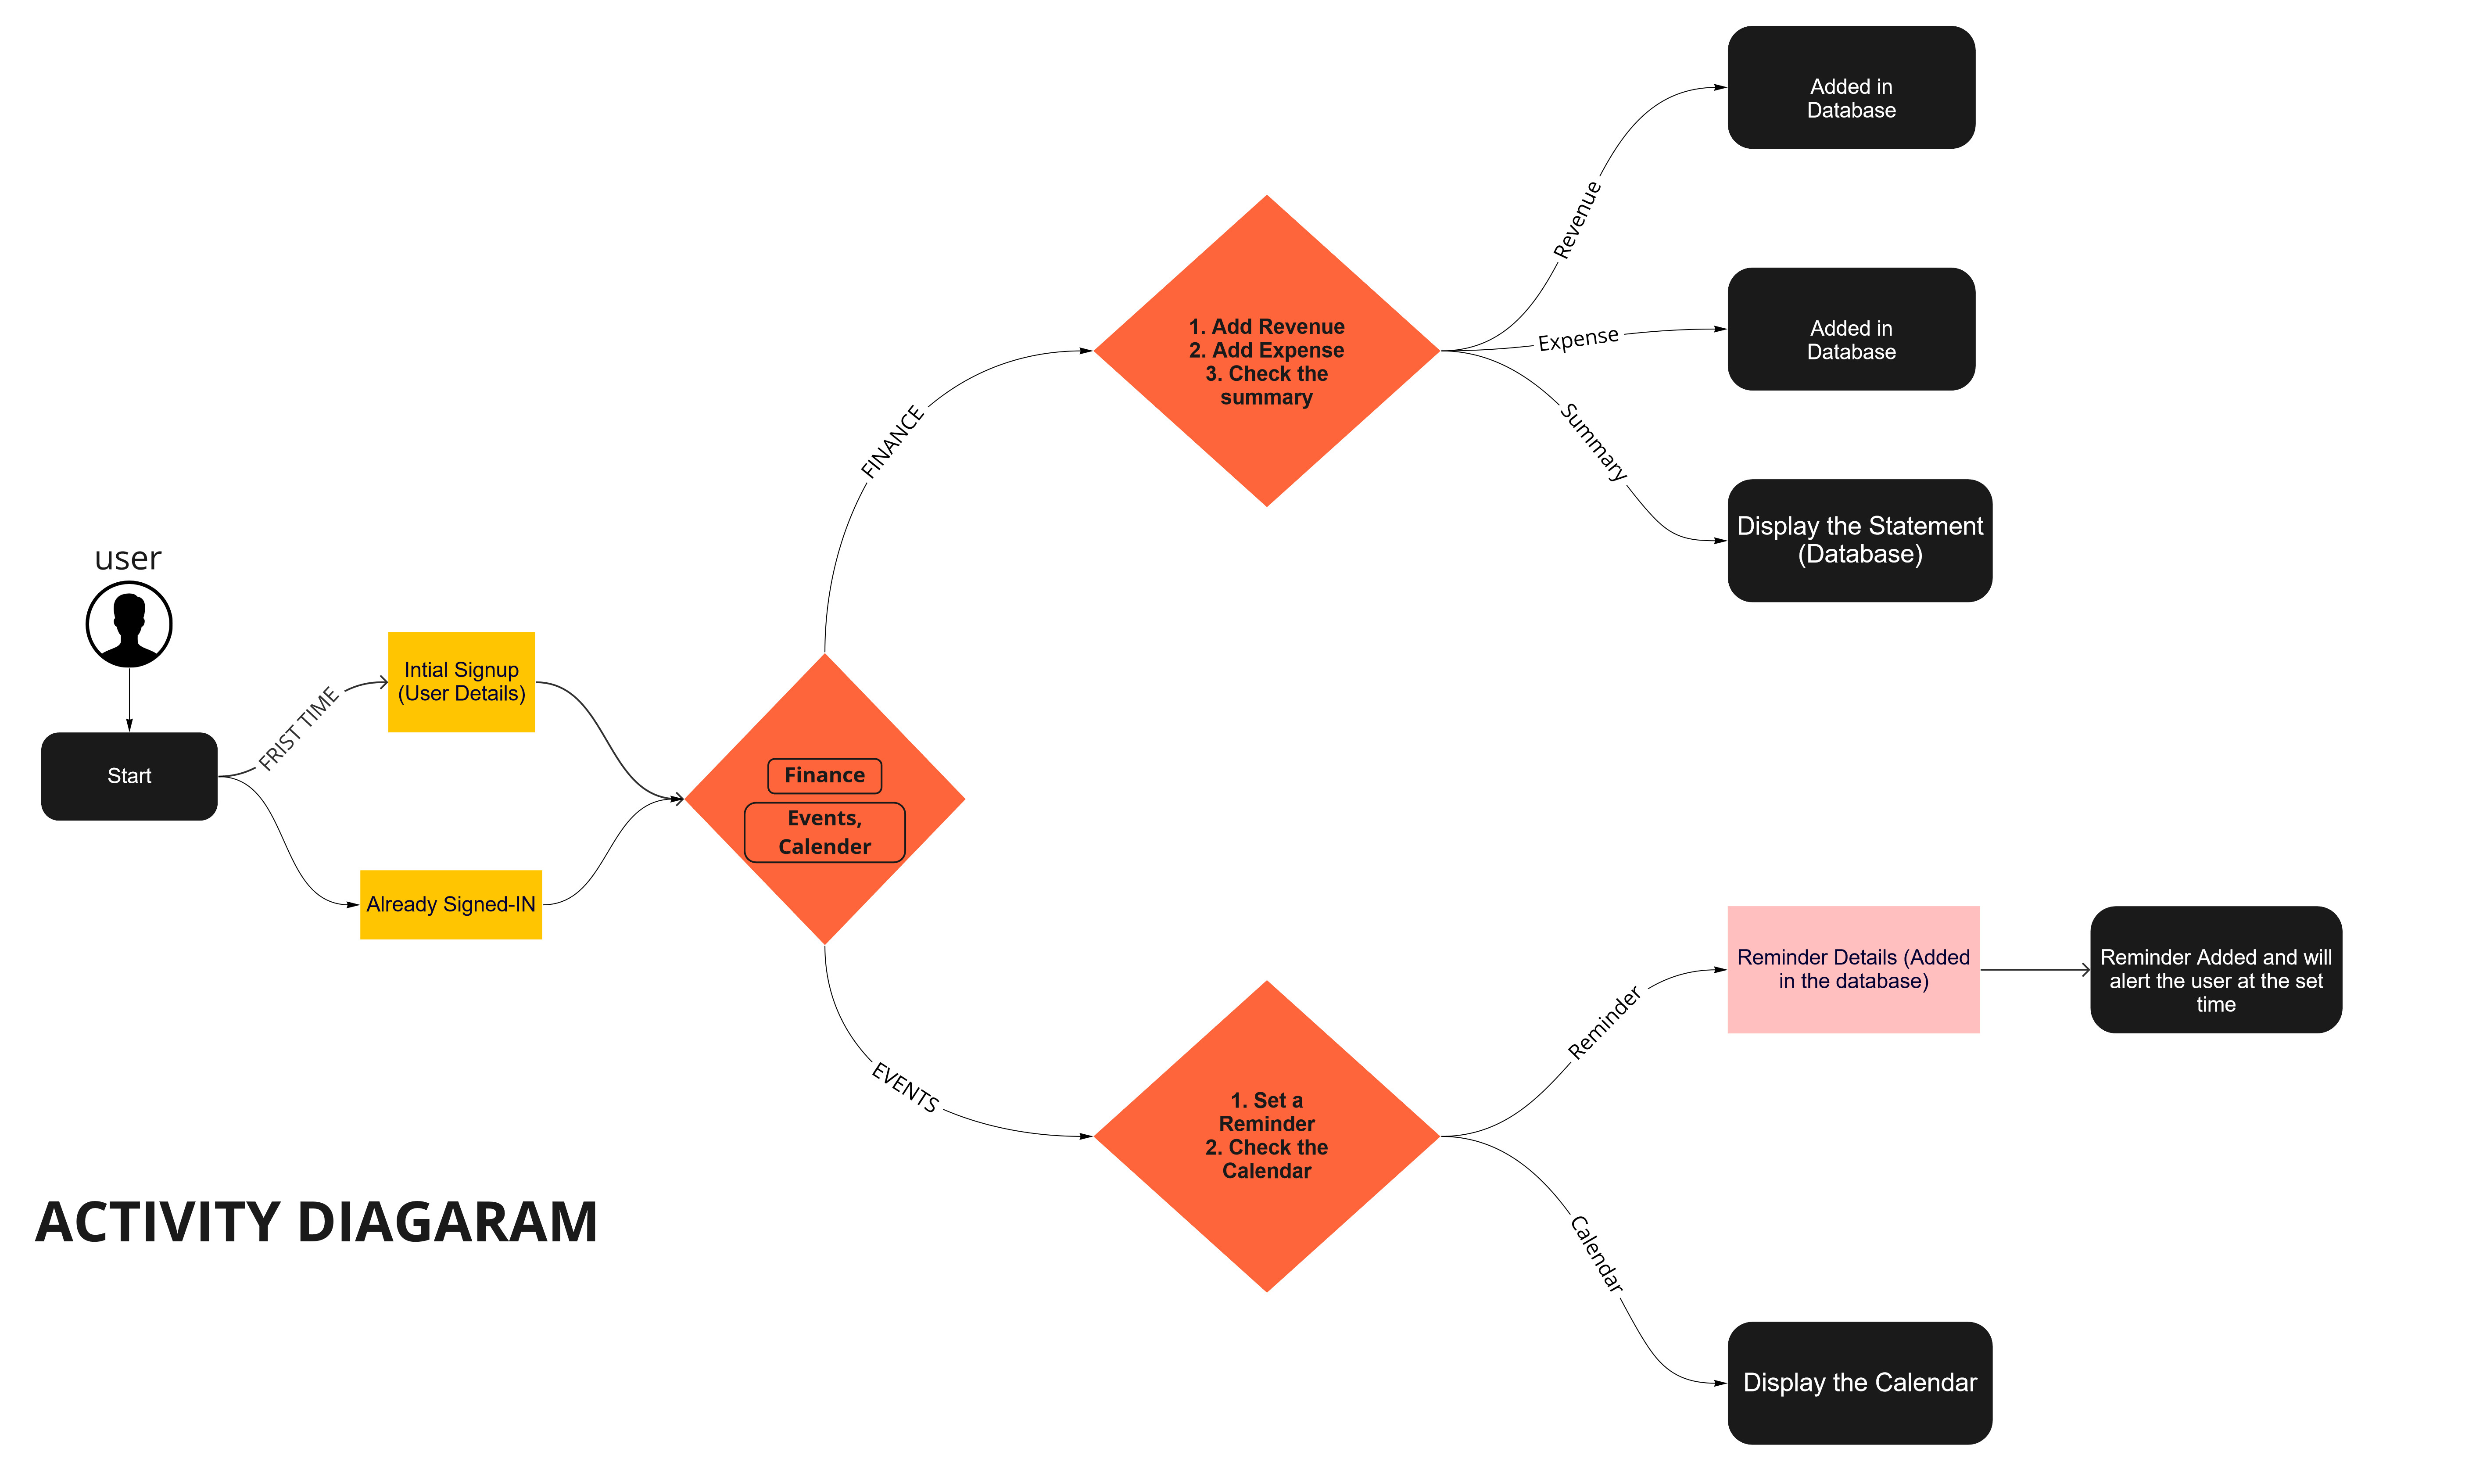 user
Start
FRIST TIME
Intial Signup
(User Details)
Already Signed-IN
Finance
Events,
Calender
FINANCE
EVENTS
1. Add Revenue
2. Add Expense
3. Check the
summary
Revenue
Expense
Summary
Added in
Database
Added in
Database
Display the Statement
(Database)
1. Set a
Reminder
2. Check the
Calendar
Reminder
Calendar
Reminder Details (Added
in the database)
Reminder Added and will
alert the user at the set
time
Display the Calendar
ACTIVITY DIAGARAM